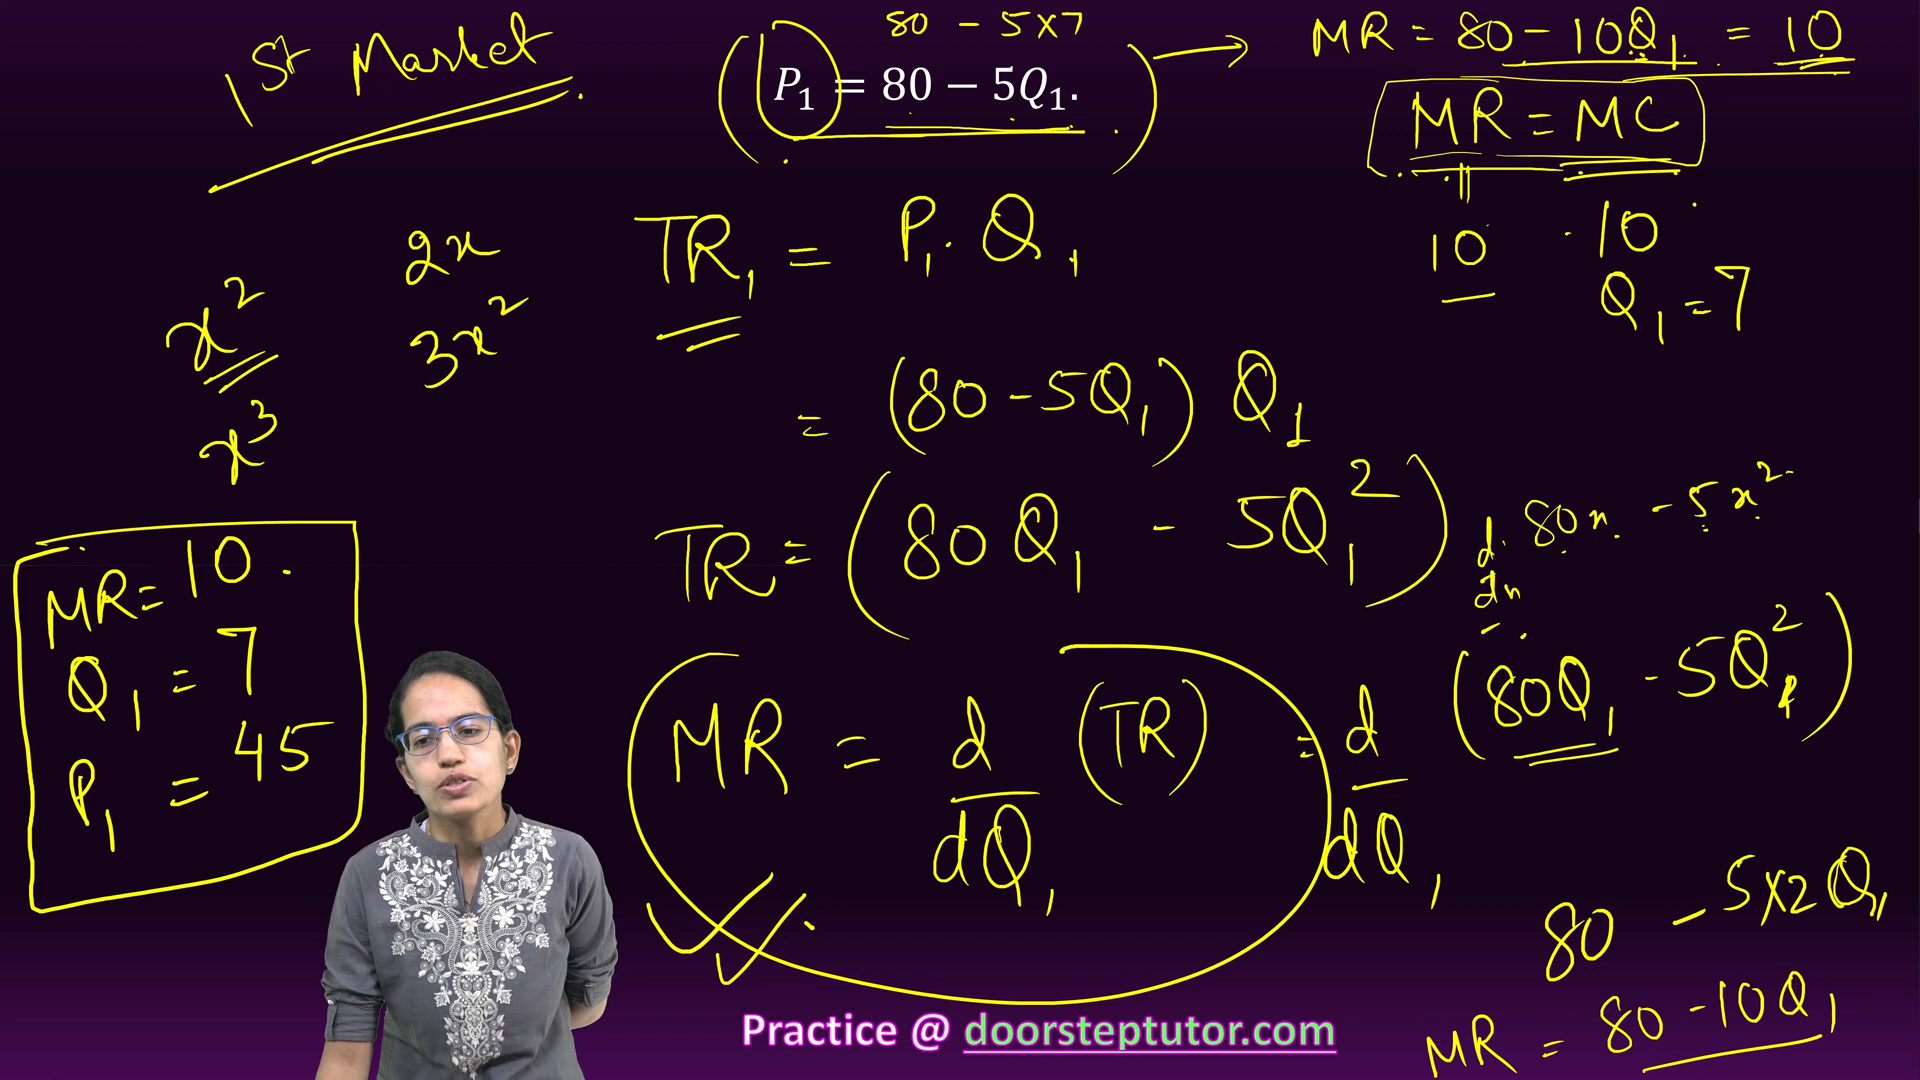 1st Market
80 - 5×7
P₁ = 80 − 5Q₁.
MR = 80 - 10Q₁ = 10
MR = MC
10 10
Q₁ = 7
x² 2x
x³ 3x²
TR₁ = P₁. Q₁
= (80 - 5Q₁) Q₁
TR = (80Q₁ - 5Q₁²)
d/dx 80x - 5x²
MR = d/dQ₁ (TR) = d/dQ₁ (80Q₁ - 5Q₁²)
80 - 5×2Q₁
MR = 80 - 10Q₁
MR = 10.
Q₁ = 7
P₁ = 45
Practice @ doorsteptutor.com